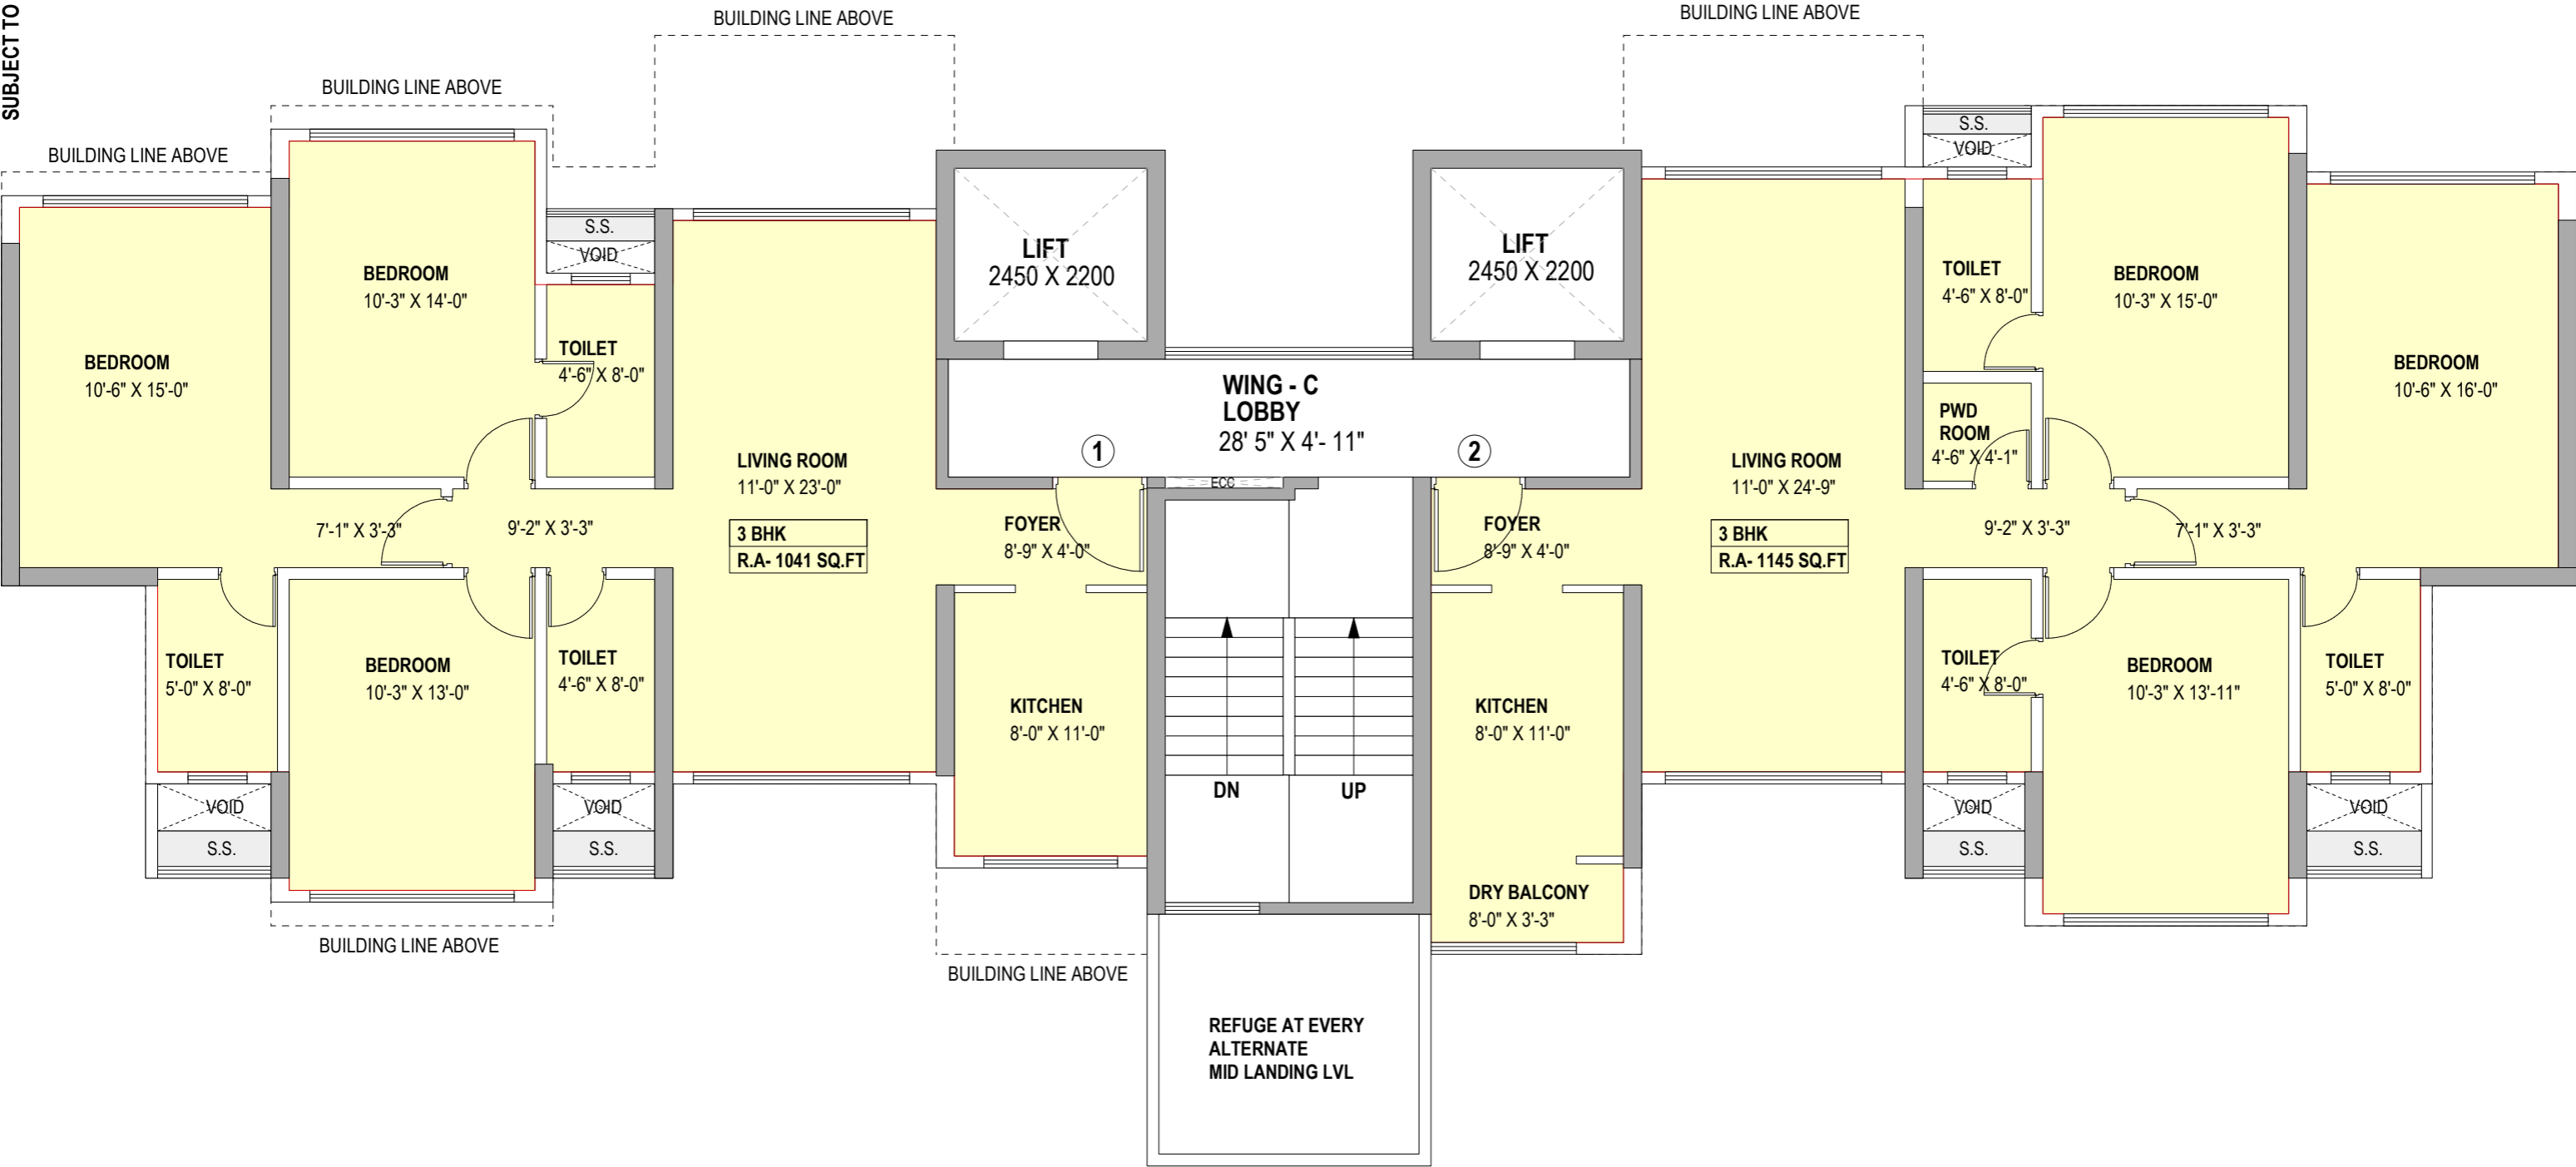 SUBJECT TO
BUILDING LINE ABOVE
BUILDING LINE ABOVE
BUILDING LINE ABOVE
BUILDING LINE ABOVE
BEDROOM
10'-6" X 15'-0"
BEDROOM
10'-3" X 14'-0"
S.S.
VOID
TOILET
4'-6" X 8'-0"
LIVING ROOM
11'-0" X 23'-0"
3 BHK
R.A- 1041 SQ.FT
7'-1" X 3'-3"
9'-2" X 3'-3"
TOILET
5'-0" X 8'-0"
BEDROOM
10'-3" X 13'-0"
TOILET
4'-6" X 8'-0"
VOID
S.S.
VOID
S.S.
BUILDING LINE ABOVE
FOYER
8'-9" X 4'-0"
KITCHEN
8'-0" X 11'-0"
BUILDING LINE ABOVE
LIFT
2450 X 2200
LIFT
2450 X 2200
WING - C
LOBBY
28' 5" X 4'- 11"
1
2
ECC
DN
UP
REFUGE AT EVERY
ALTERNATE
MID LANDING LVL
FOYER
8'-9" X 4'-0"
KITCHEN
8'-0" X 11'-0"
DRY BALCONY
8'-0" X 3'-3"
LIVING ROOM
11'-0" X 24'-9"
3 BHK
R.A- 1145 SQ.FT
S.S.
VOID
TOILET
4'-6" X 8'-0"
PWD
ROOM
4'-6" X 4'-1"
BEDROOM
10'-3" X 15'-0"
BEDROOM
10'-6" X 16'-0"
9'-2" X 3'-3"
7'-1" X 3'-3"
TOILET
4'-6" X 8'-0"
BEDROOM
10'-3" X 13'-11"
TOILET
5'-0" X 8'-0"
VOID
S.S.
VOID
S.S.